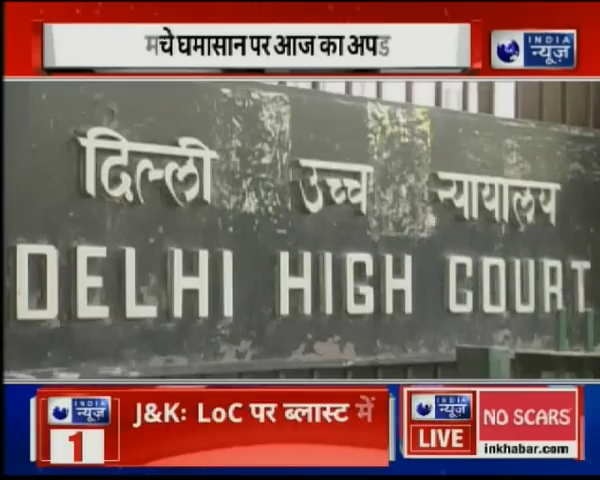 मचे घमासान पर आज का अपड
INDIA
न्यूज़
दिल्ली उच्च न्यायालय
DELHI HIGH COURT
INDIA
न्यूज़
1
J&K: LoC पर ब्लास्ट में
INDIA
न्यूज़
LIVE
NO SCARS
inkhabar.com